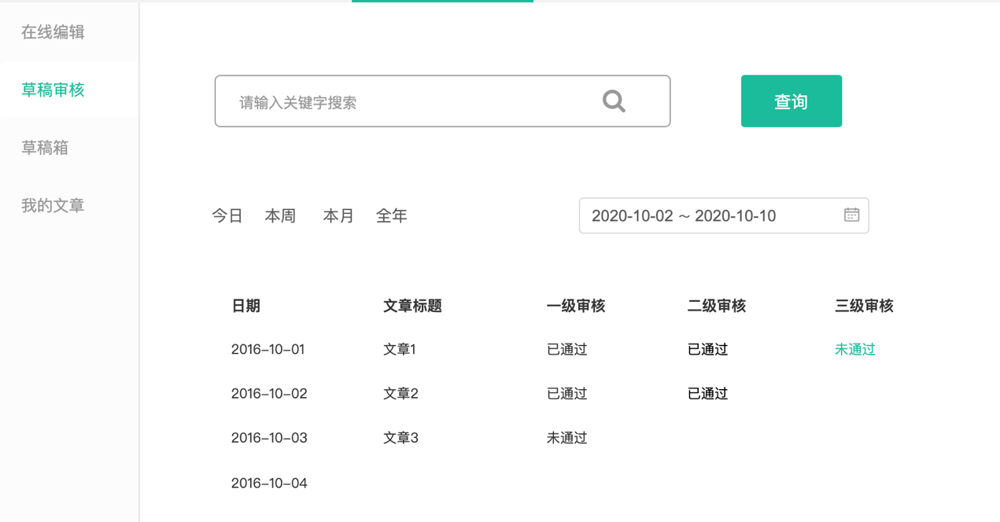 在线编辑
草稿审核
草稿箱
我的文章
请输入关键字搜索
查询
今日 本周 本月 全年
2020-10-02 ~ 2020-10-10
日期 文章标题 一级审核 二级审核 三级审核
2016-10-01 文章1 已通过 已通过 未通过
2016-10-02 文章2 已通过 已通过
2016-10-03 文章3 未通过
2016-10-04